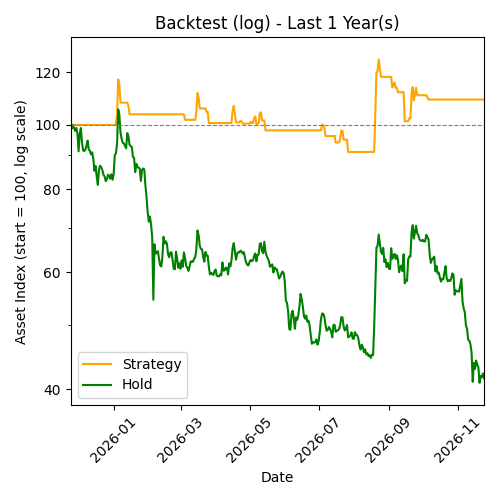 Backtest (log) - Last 1 Year(s)
Asset Index (start = 100, log scale)
120
100
80
60
40
Strategy
Hold
2026-01
2026-03
2026-05
2026-07
2026-09
2026-11
Date